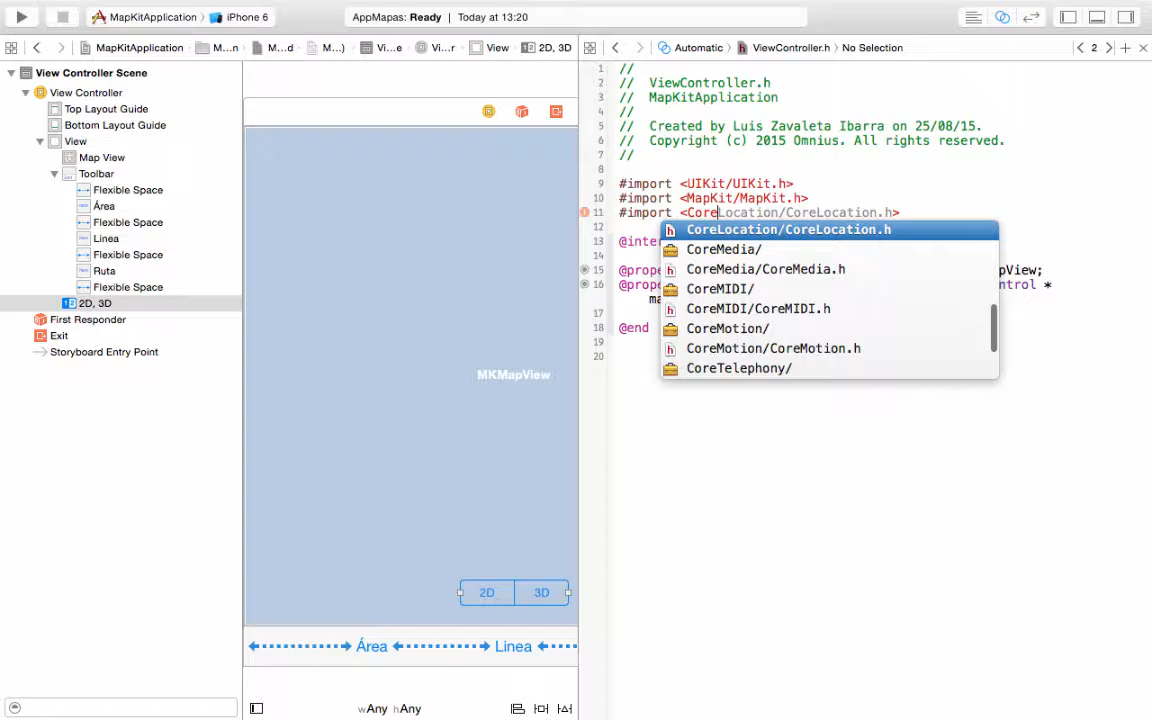 MapKitApplication
iPhone 6
AppMapas: Ready | Today at 13:20
MapKitApplication
M...n
M...d
M...)
Vi...e
Vi...r
View
2D, 3D
Automatic
ViewController.h
No Selection
2
View Controller Scene
View Controller
Top Layout Guide
Bottom Layout Guide
View
Map View
Toolbar
Flexible Space
Área
Flexible Space
Linea
Flexible Space
Ruta
Flexible Space
2D, 3D
First Responder
Exit
Storyboard Entry Point
MKMapView
2D 3D
Área Linea
wAny hAny
1 //
2 // ViewController.h
3 // MapKitApplication
4 //
5 // Created by Luis Zavaleta Ibarra on 25/08/15.
6 // Copyright (c) 2015 Omnius. All rights reserved.
7 //
8
9 #import <UIKit/UIKit.h>
10 #import <MapKit/MapKit.h>
11 #import <CoreLocation/CoreLocation.h>
12
13 @inte
14
15 @prope pView;
16 @prope ontrol *
ma
17
18 @end
19
20
CoreLocation/CoreLocation.h
CoreMedia/
CoreMedia/CoreMedia.h
CoreMIDI/
CoreMIDI/CoreMIDI.h
CoreMotion/
CoreMotion/CoreMotion.h
CoreTelephony/